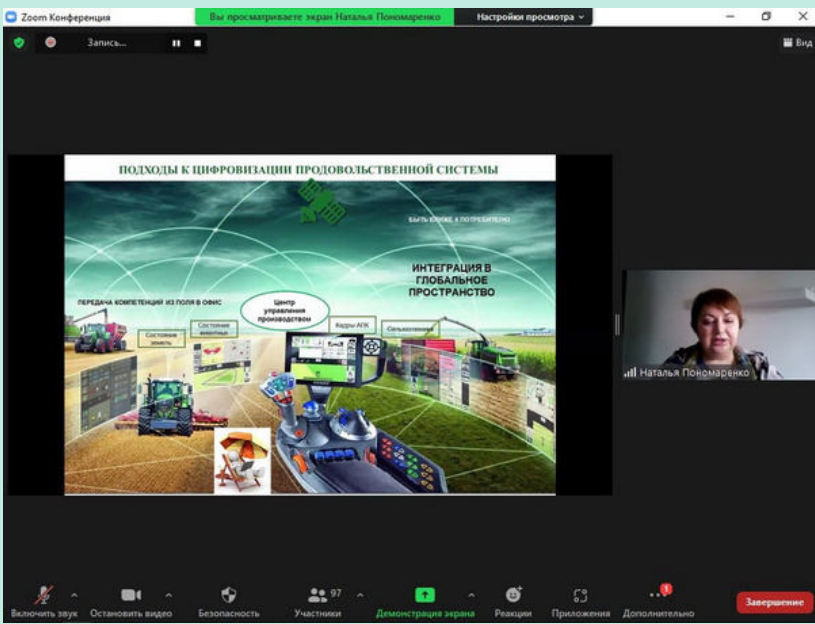 Zoom Конференция
Вы просматриваете экран Наталья Пономаренко
Настройки просмотра
Запись...
Вид
ПОДХОДЫ К ЦИФРОВИЗАЦИИ ПРОДОВОЛЬСТВЕННОЙ СИСТЕМЫ
БЫТЬ БЛИЖЕ К ПОТРЕБИТЕЛЮ
ИНТЕГРАЦИЯ В
ГЛОБАЛЬНОЕ
ПРОСТРАНСТВО
ПЕРЕДАЧА КОМПЕТЕНЦИЙ ИЗ ПОЛЯ В ОФИС
Центр
управления
производством
Состояние
земель
Состояние
животных
Кадры АПК
Сельхозтехника
Наталья Пономаренко
97
1
Включить звук
Остановить видео
Безопасность
Участники
Демонстрация экрана
Реакции
Приложения
Дополнительно
Завершение